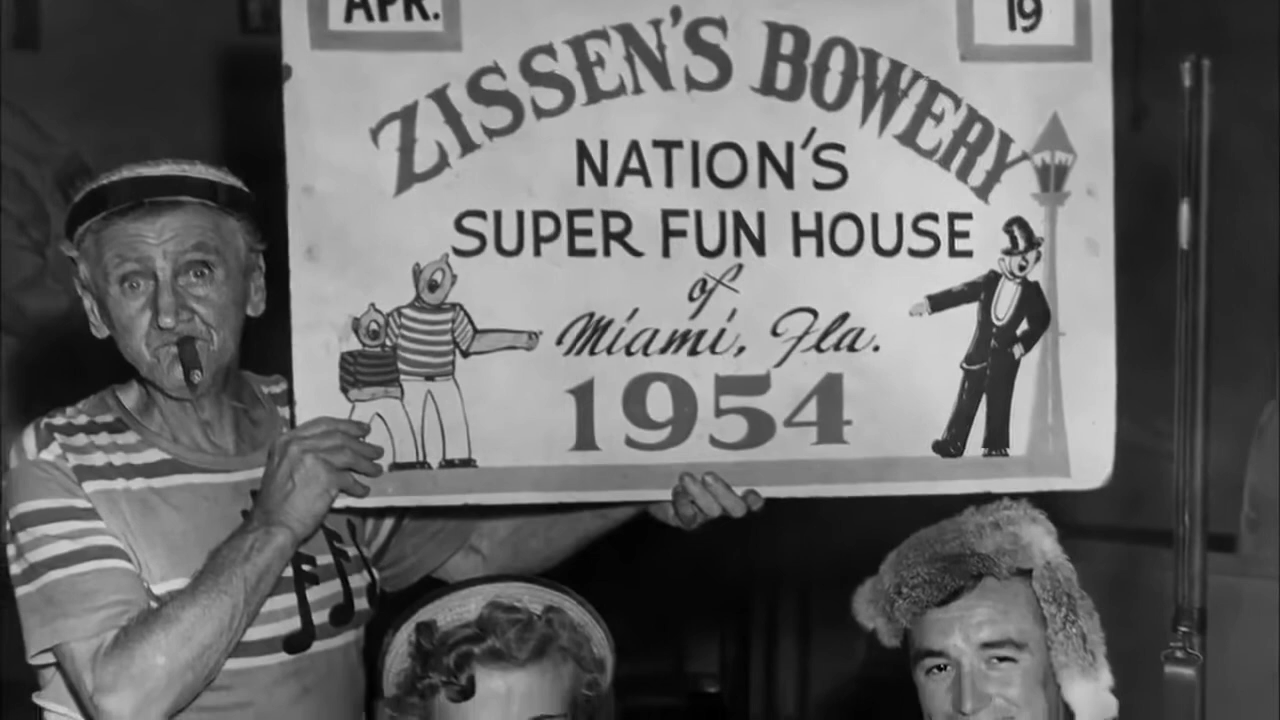 APR. 19
ZISSEN'S BOWERY
NATION'S
SUPER FUN HOUSE
of
Miami, Fla.
1954